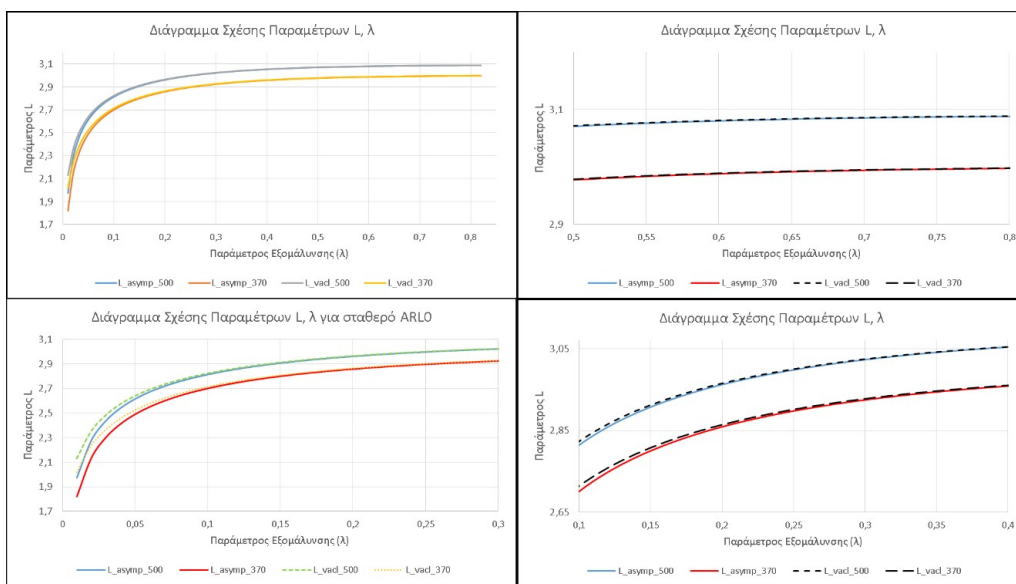 Διάγραμμα Σχέσης Παραμέτρων L, λ
Παράμετρος L
3,1
2,9
2,7
2,5
2,3
2,1
1,9
1,7
0 0,1 0,2 0,3 0,4 0,5 0,6 0,7 0,8
Παράμετρος Εξομάλυνσης (λ)
L_asymp_500 L_asymp_370 L_vacl_500 L_vacl_370
Διάγραμμα Σχέσης Παραμέτρων L, λ
Παράμετρος L
3,1
2,9
0,5 0,55 0,6 0,65 0,7 0,75 0,8
Παράμετρος Εξομάλυνσης (λ)
L_asymp_500 L_asymp_370 L_vacl_500 L_vacl_370
Διάγραμμα Σχέσης Παραμέτρων L, λ για σταθερό ARL0
Παράμετρος L
3,1
2,9
2,7
2,5
2,3
2,1
1,9
1,7
0 0,05 0,1 0,15 0,2 0,25 0,3
Παράμετρος Εξομάλυνσης (λ)
L_asymp_500 L_asymp_370 L_vacl_500 L_vacl_370
Διάγραμμα Σχέσης Παραμέτρων L, λ
Παράμετρος L
3,05
2,85
2,65
0,1 0,15 0,2 0,25 0,3 0,35 0,4
Παράμετρος Εξομάλυνσης (λ)
L_asymp_500 L_asymp_370 L_vacl_500 L_vacl_370